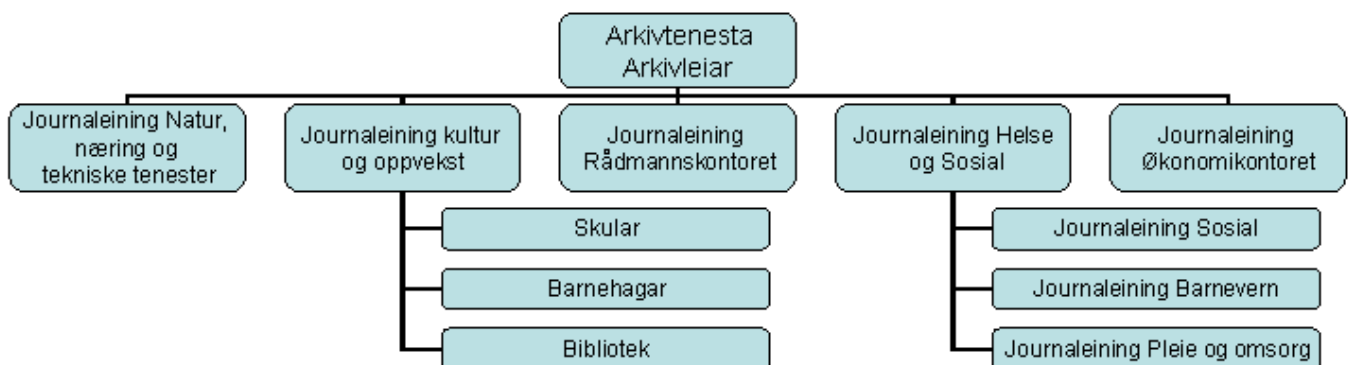 Arkivtenesta
Arkivleiar
Journaleining Natur,
næring og
tekniske tenester
Journaleining kultur
og oppvekst
Journaleining
Rådmannskontoret
Journaleining Helse
og Sosial
Journaleining
Økonomikontoret
Skular
Barnehagar
Bibliotek
Journaleining Sosial
Journaleining Barnevern
Journaleining Pleie og omsorg